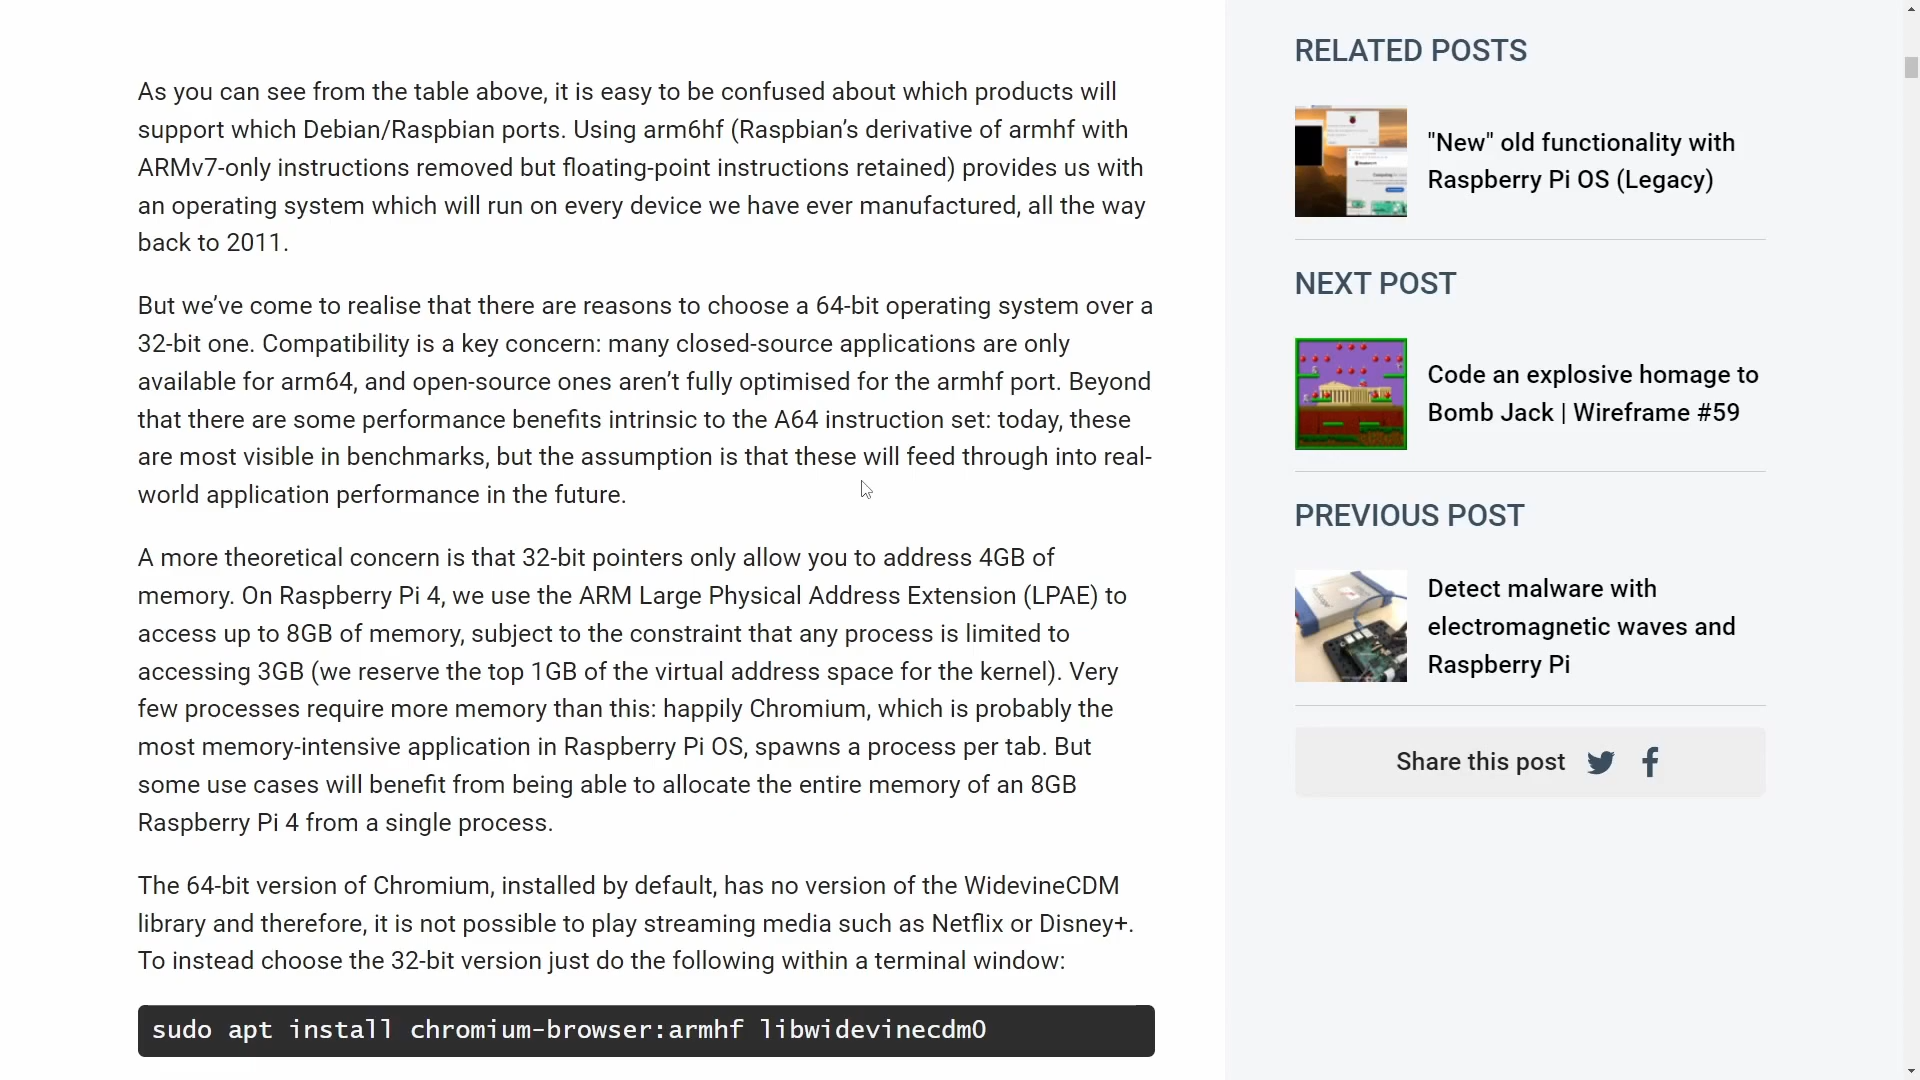 As you can see from the table above, it is easy to be confused about which products will
support which Debian/Raspbian ports. Using arm6hf (Raspbian’s derivative of armhf with
ARMv7-only instructions removed but floating-point instructions retained) provides us with
an operating system which will run on every device we have ever manufactured, all the way
back to 2011.
But we’ve come to realise that there are reasons to choose a 64-bit operating system over a
32-bit one. Compatibility is a key concern: many closed-source applications are only
available for arm64, and open-source ones aren’t fully optimised for the armhf port. Beyond
that there are some performance benefits intrinsic to the A64 instruction set: today, these
are most visible in benchmarks, but the assumption is that these will feed through into real-
world application performance in the future.
A more theoretical concern is that 32-bit pointers only allow you to address 4GB of
memory. On Raspberry Pi 4, we use the ARM Large Physical Address Extension (LPAE) to
access up to 8GB of memory, subject to the constraint that any process is limited to
accessing 3GB (we reserve the top 1GB of the virtual address space for the kernel). Very
few processes require more memory than this: happily Chromium, which is probably the
most memory-intensive application in Raspberry Pi OS, spawns a process per tab. But
some use cases will benefit from being able to allocate the entire memory of an 8GB
Raspberry Pi 4 from a single process.
The 64-bit version of Chromium, installed by default, has no version of the WidevineCDM
library and therefore, it is not possible to play streaming media such as Netflix or Disney+.
To instead choose the 32-bit version just do the following within a terminal window:
sudo apt install chromium-browser:armhf libwidevinecdm0
RELATED POSTS
"New" old functionality with
Raspberry Pi OS (Legacy)
NEXT POST
Code an explosive homage to
Bomb Jack | Wireframe #59
PREVIOUS POST
Detect malware with
electromagnetic waves and
Raspberry Pi
Share this post